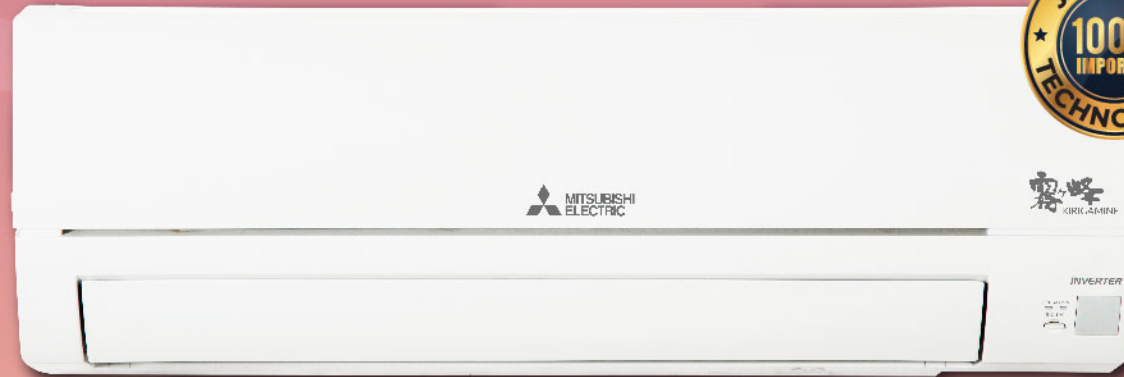 100
IMPOR
TECHNO
MITSUBISHI
ELECTRIC
霧ヶ峰
KIRIGAMINE
INVERTER